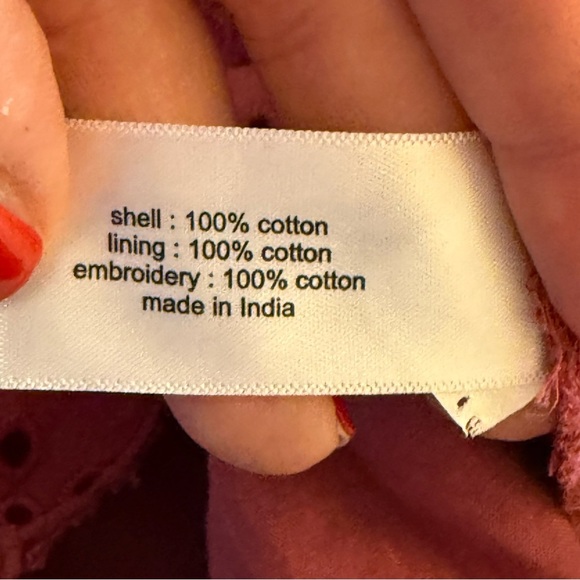 shell : 100% cotton
lining : 100% cotton
embroidery : 100% cotton
made in India